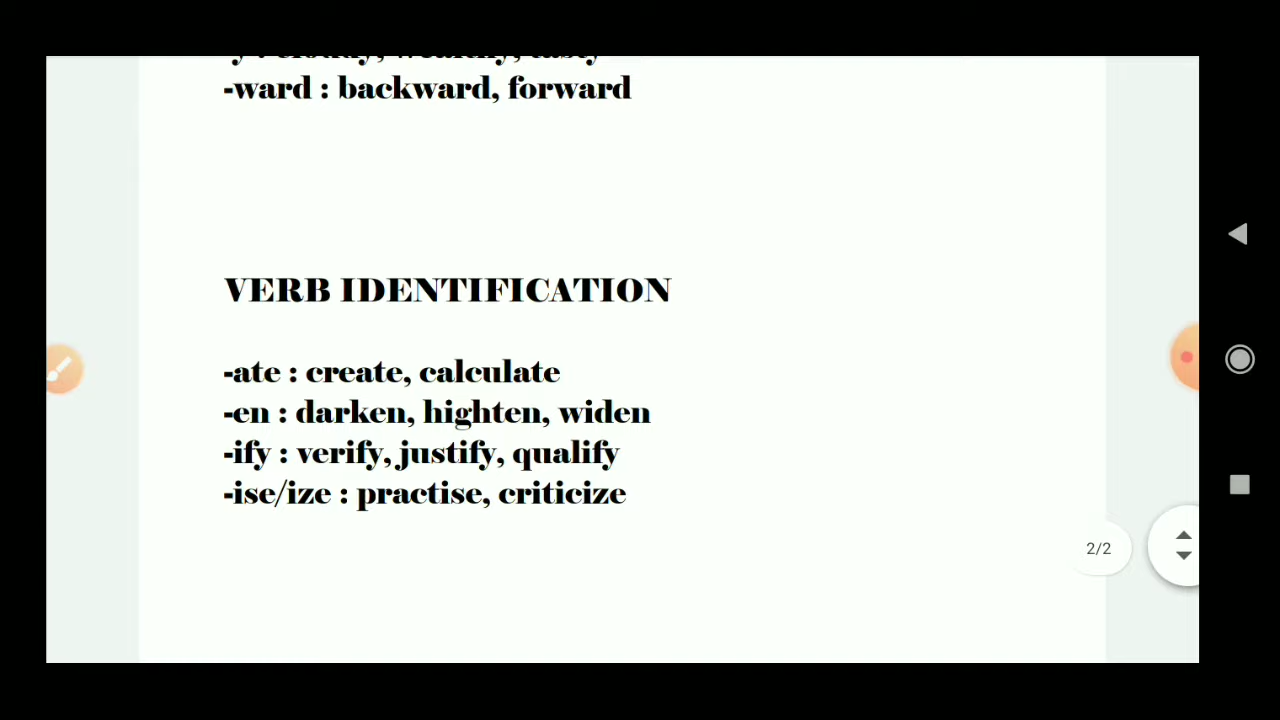 -ward : backward, forward
VERB IDENTIFICATION
-ate : create, calculate
-en : darken, highten, widen
-ify : verify, justify, qualify
-ise/ize : practise, criticize
2/2